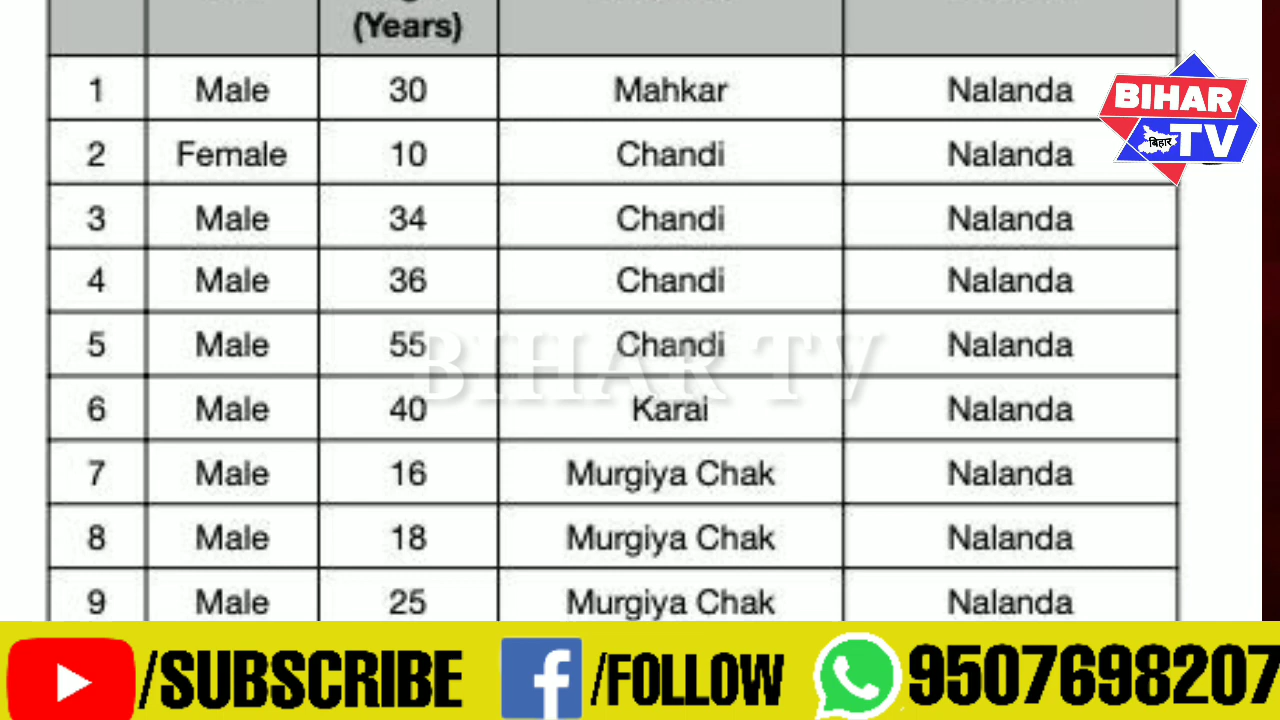 (Years)
1 Male 30 Mahkar Nalanda
2 Female 10 Chandi Nalanda
3 Male 34 Chandi Nalanda
4 Male 36 Chandi Nalanda
5 Male 55 Chandi Nalanda
6 Male 40 Karai Nalanda
7 Male 16 Murgiya Chak Nalanda
8 Male 18 Murgiya Chak Nalanda
9 Male 25 Murgiya Chak Nalanda
BIHAR
बिहार TV
BIHAR TV
/SUBSCRIBE /FOLLOW 9507698207